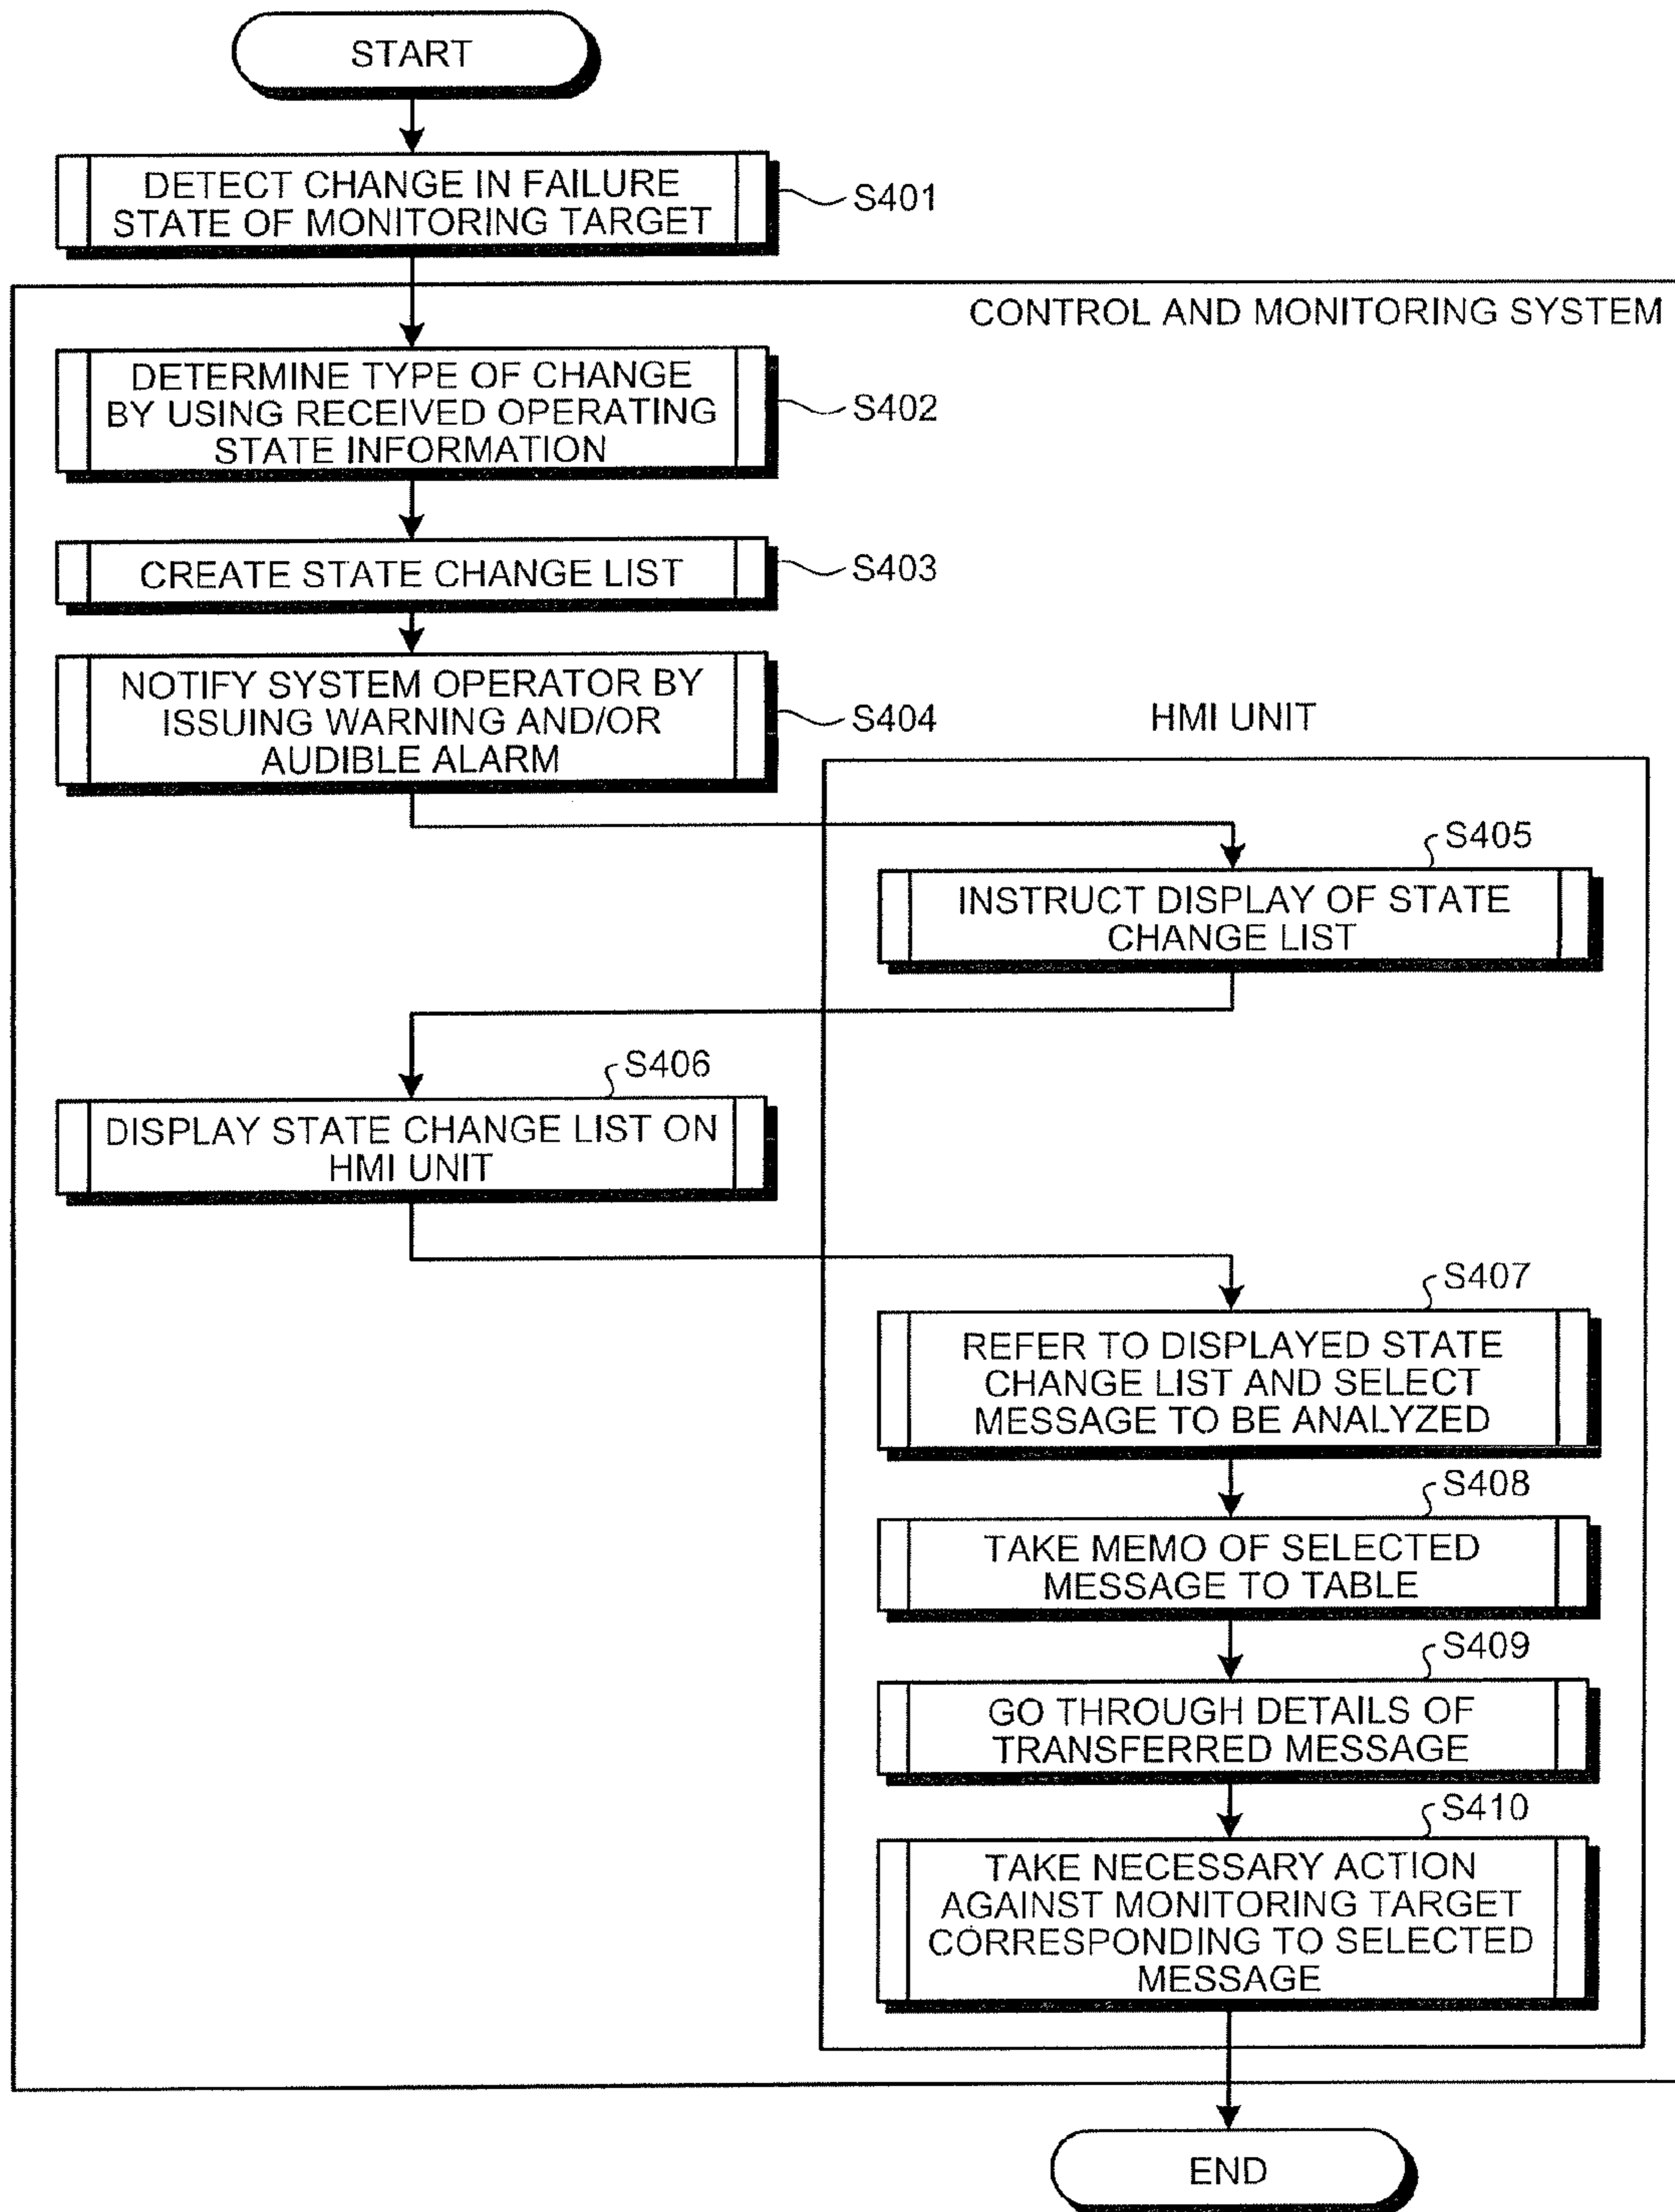 START
DETECT CHANGE IN FAILURE
STATE OF MONITORING TARGET
S401
CONTROL AND MONITORING SYSTEM
DETERMINE TYPE OF CHANGE
BY USING RECEIVED OPERATING
STATE INFORMATION
S402
CREATE STATE CHANGE LIST
S403
NOTIFY SYSTEM OPERATOR BY
ISSUING WARNING AND/OR
AUDIBLE ALARM
S404
HMI UNIT
S405
INSTRUCT DISPLAY OF STATE
CHANGE LIST
S406
DISPLAY STATE CHANGE LIST ON
HMI UNIT
S407
REFER TO DISPLAYED STATE
CHANGE LIST AND SELECT
MESSAGE TO BE ANALYZED
S408
TAKE MEMO OF SELECTED
MESSAGE TO TABLE
S409
GO THROUGH DETAILS OF
TRANSFERRED MESSAGE
S410
TAKE NECESSARY ACTION
AGAINST MONITORING TARGET
CORRESPONDING TO SELECTED
MESSAGE
END